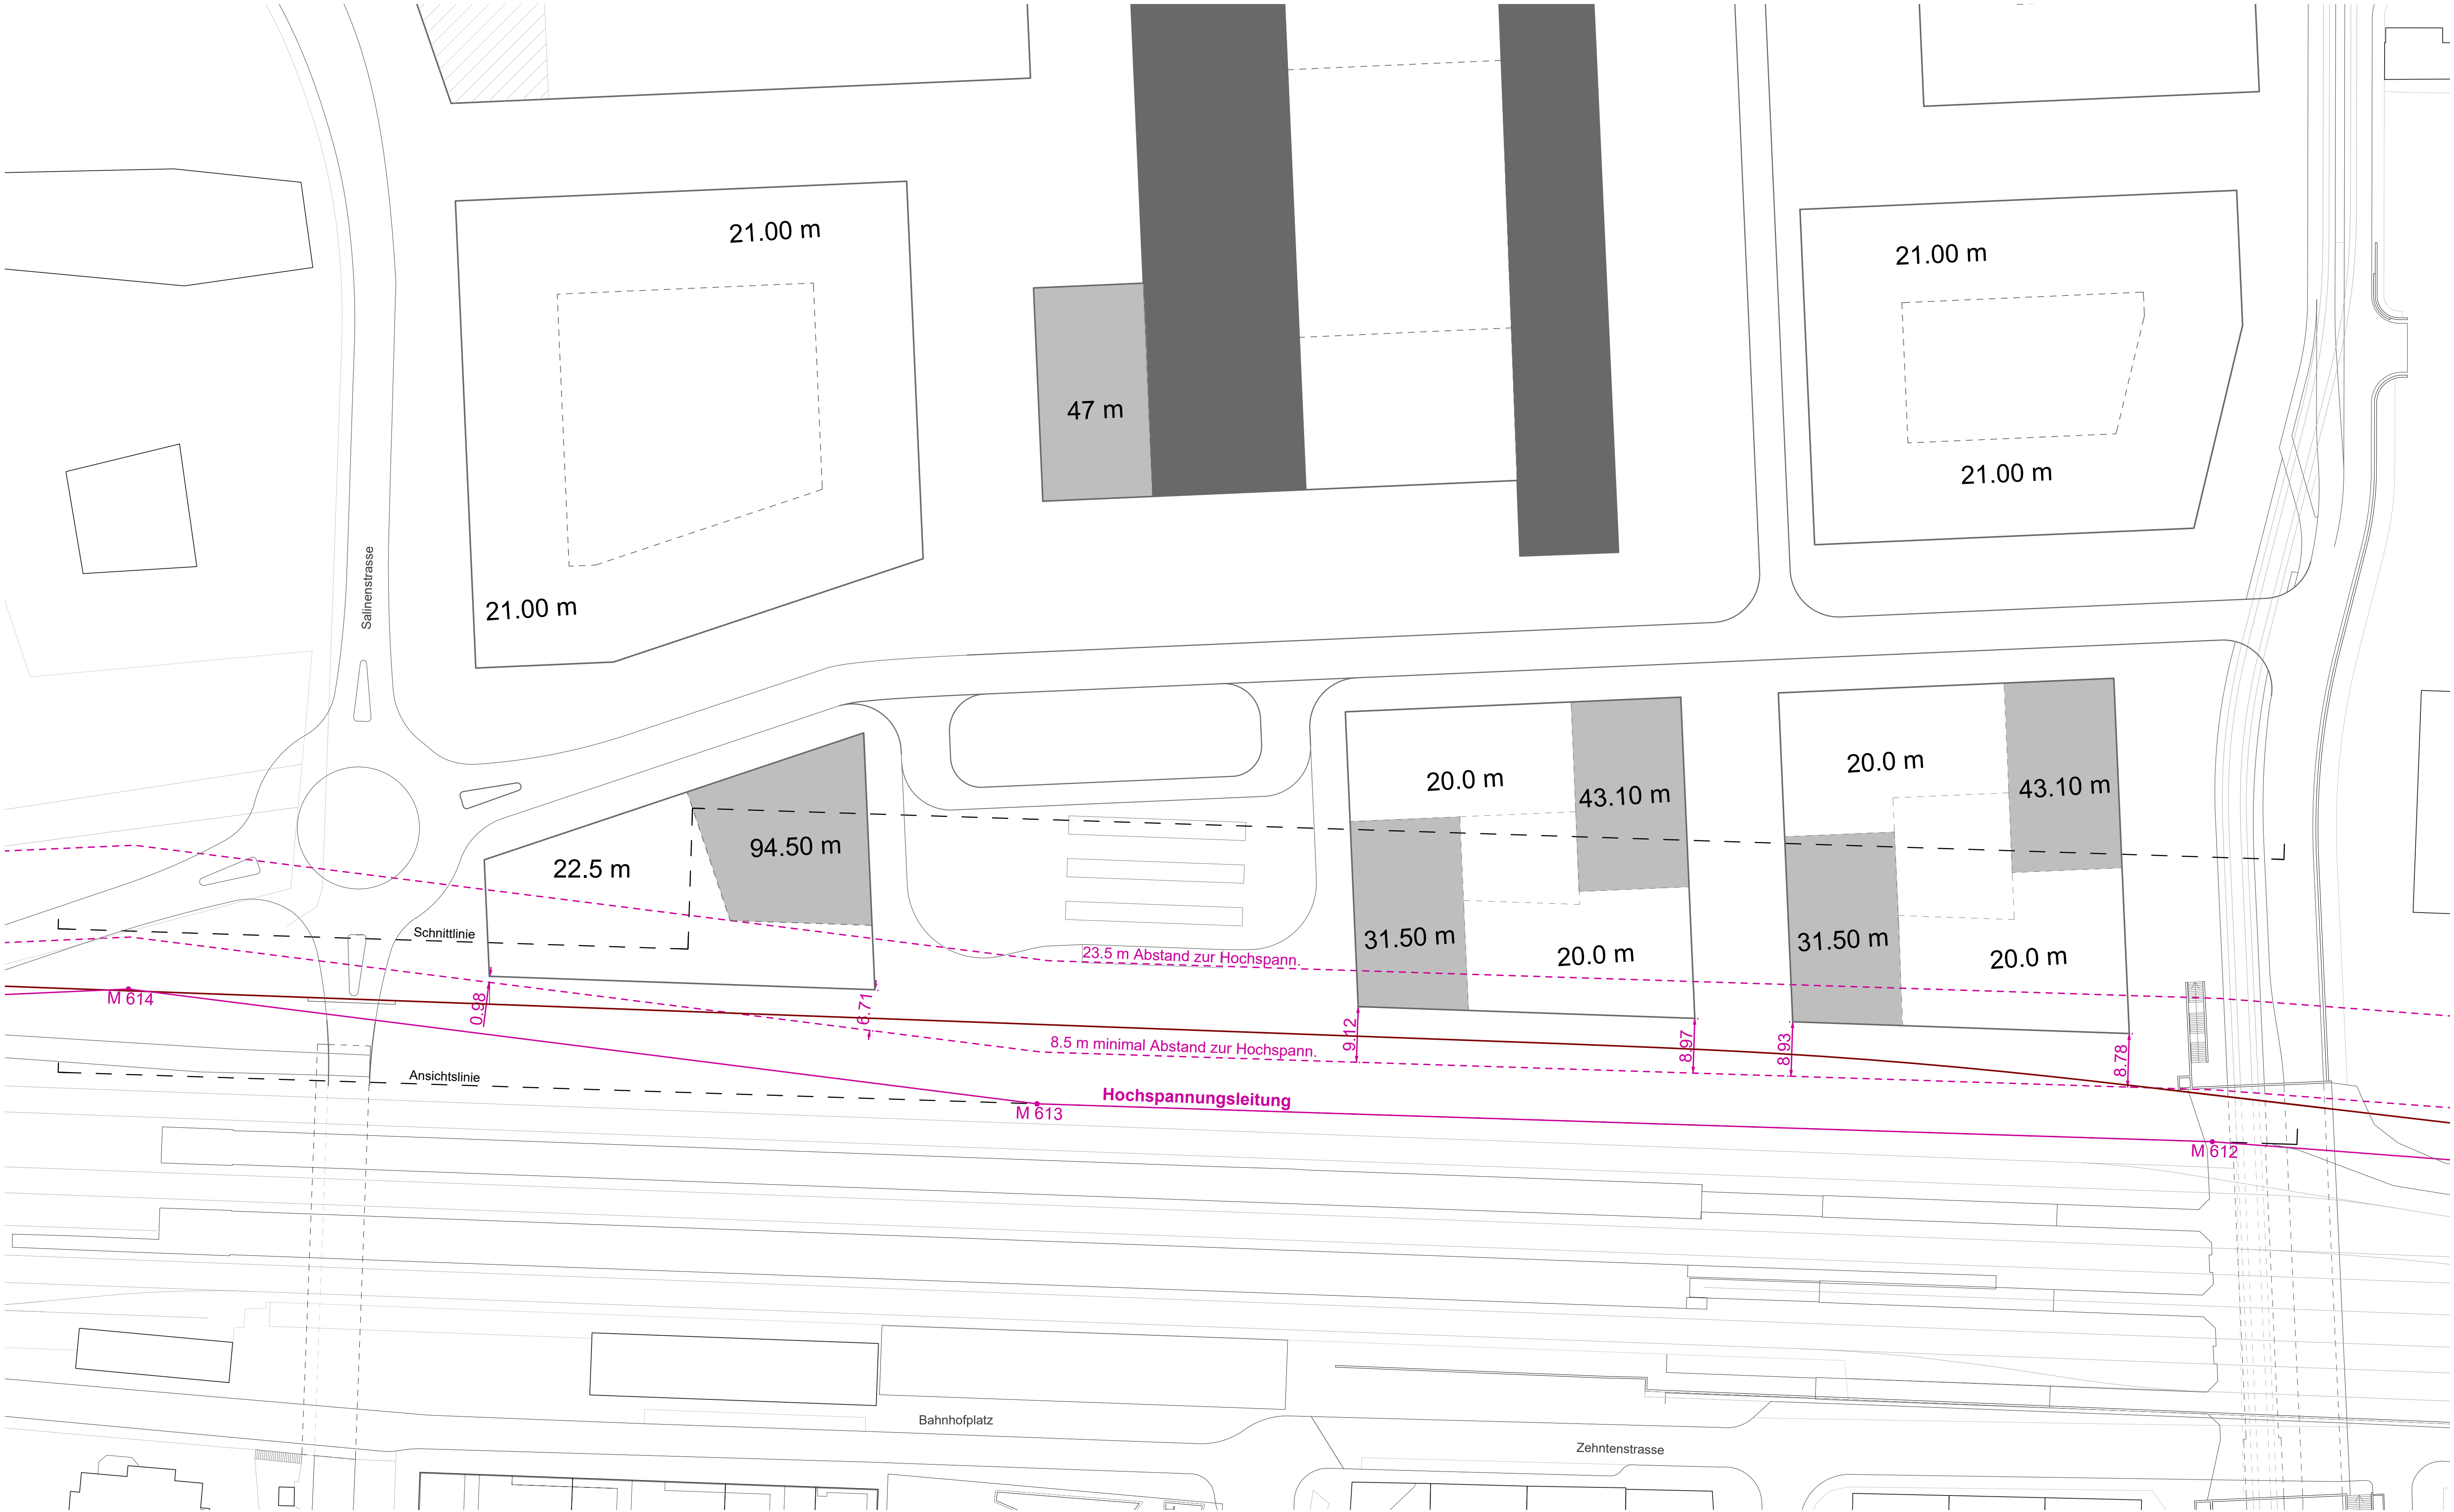 21.00 m
21.00 m
47 m
21.00 m
21.00 m
Salinenstrasse
20.0 m
43.10 m
20.0 m
43.10 m
22.5 m
94.50 m
31.50 m
20.0 m
31.50 m
20.0 m
Schnittlinie
23.5 m Abstand zur Hochspann.
M 614
0.98
6.71
9.12
8.97
8.93
8.78
8.5 m minimal Abstand zur Hochspann.
Ansichtslinie
Hochspannungsleitung
M 613
M 612
Bahnhofplatz
Zehntenstrasse